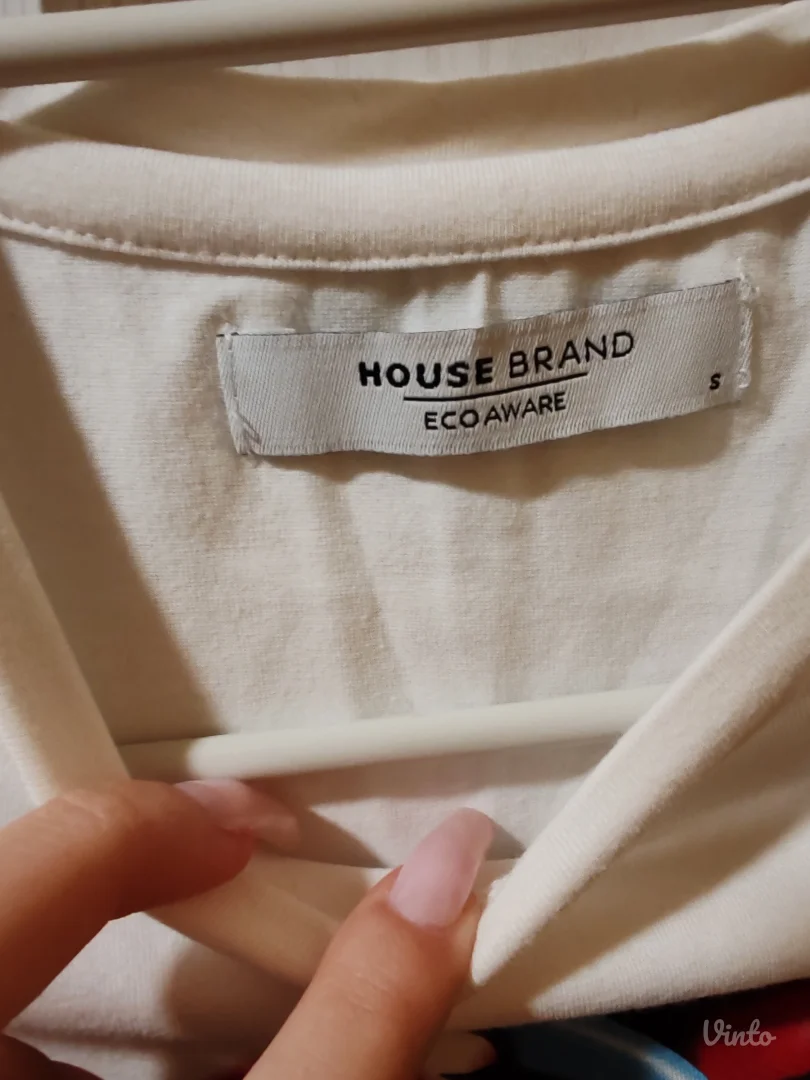 HOUSE BRAND
ECO AWARE
S
Vinto